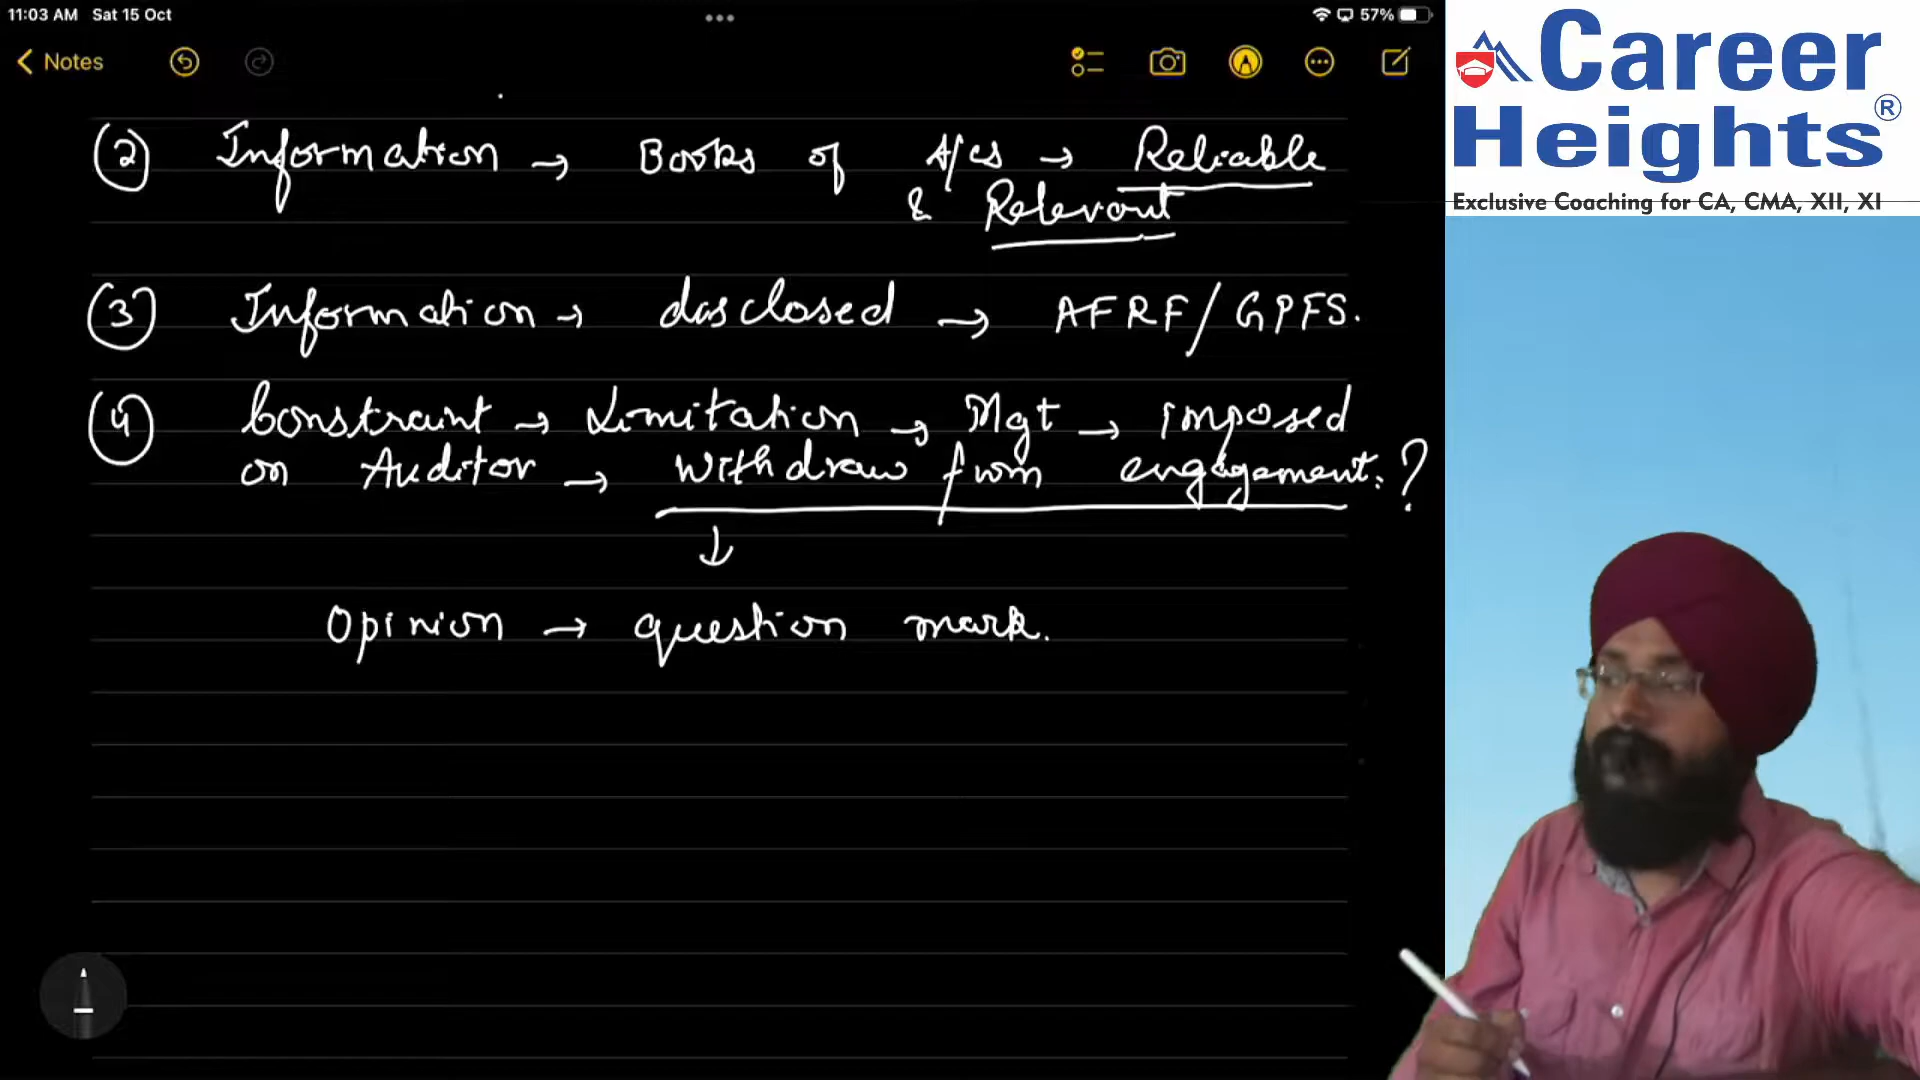 11:03 AM Sat 15 Oct
57%
Notes
Career
Heights®
Exclusive Coaching for CA, CMA, XII, XI
(2) Information → Books of A/cs → Reliable
& Relevant
(3) Information → disclosed → AFRF/GPFS.
(4) Constraint → Limitation → Mgt → imposed
on Auditor → withdraw from engagement. ?
↓
Opinion → question mark.